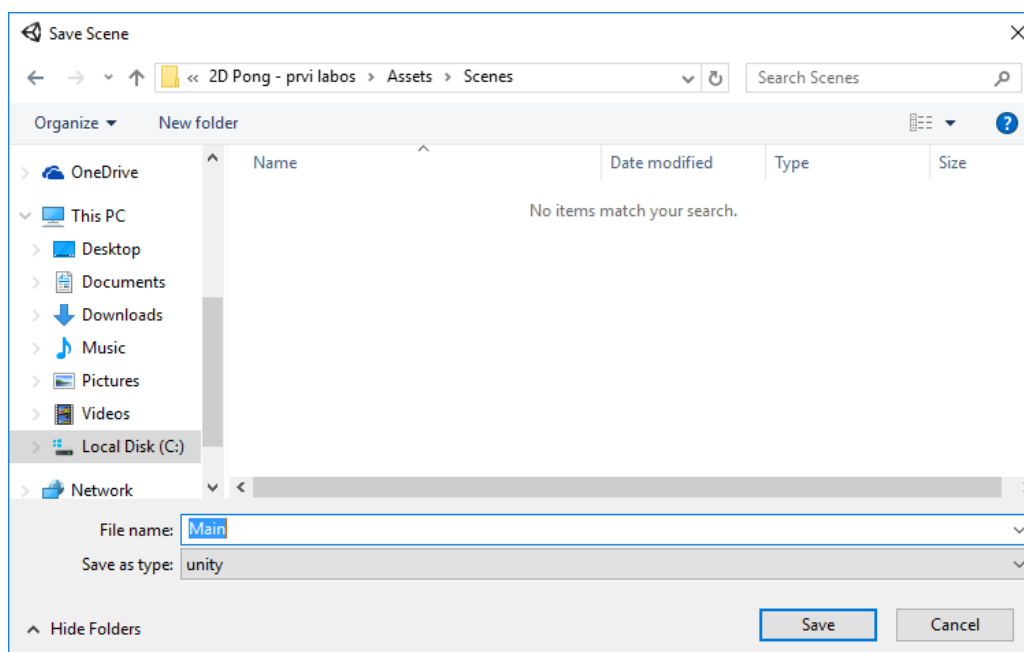 Save Scene
« 2D Pong - prvi labos › Assets › Scenes
Search Scenes
Organize
New folder
?
Name
Date modified
Type
Size
No items match your search.
OneDrive
This PC
Desktop
Documents
Downloads
Music
Pictures
Videos
Local Disk (C:)
Network
File name: Main
Save as type: unity
Hide Folders
Save
Cancel